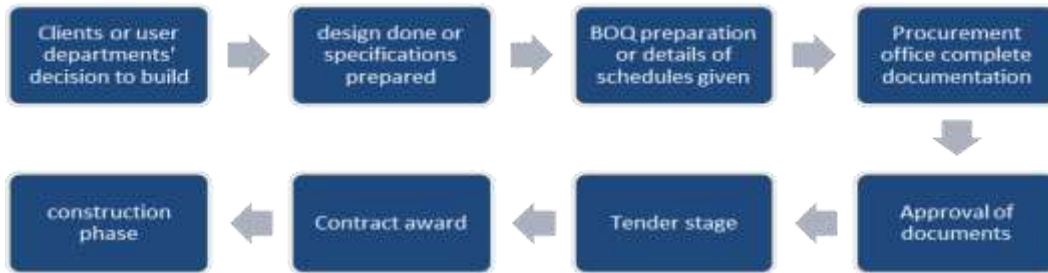 Clients or user
departments'
decision to build
design done or
specifications
prepared
BOQ preparation
or details of
schedules given
Procurement
office complete
documentation
Approval of
documents
Tender stage
Contract award
construction
phase